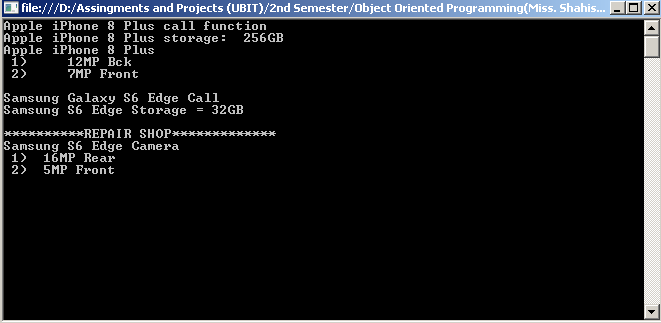 file:///D:/Assingments and Projects (UBIT)/2nd Semester/Object Oriented Programming(Miss. Shahis...
Apple iPhone 8 Plus call function
Apple iPhone 8 Plus storage:  256GB
Apple iPhone 8 Plus
 1)     12MP Bck
 2)     7MP Front
Samsung Galaxy S6 Edge Call
Samsung S6 Edge Storage = 32GB
**********REPAIR SHOP*************
Samsung S6 Edge Camera
 1)  16MP Rear
 2)  5MP Front